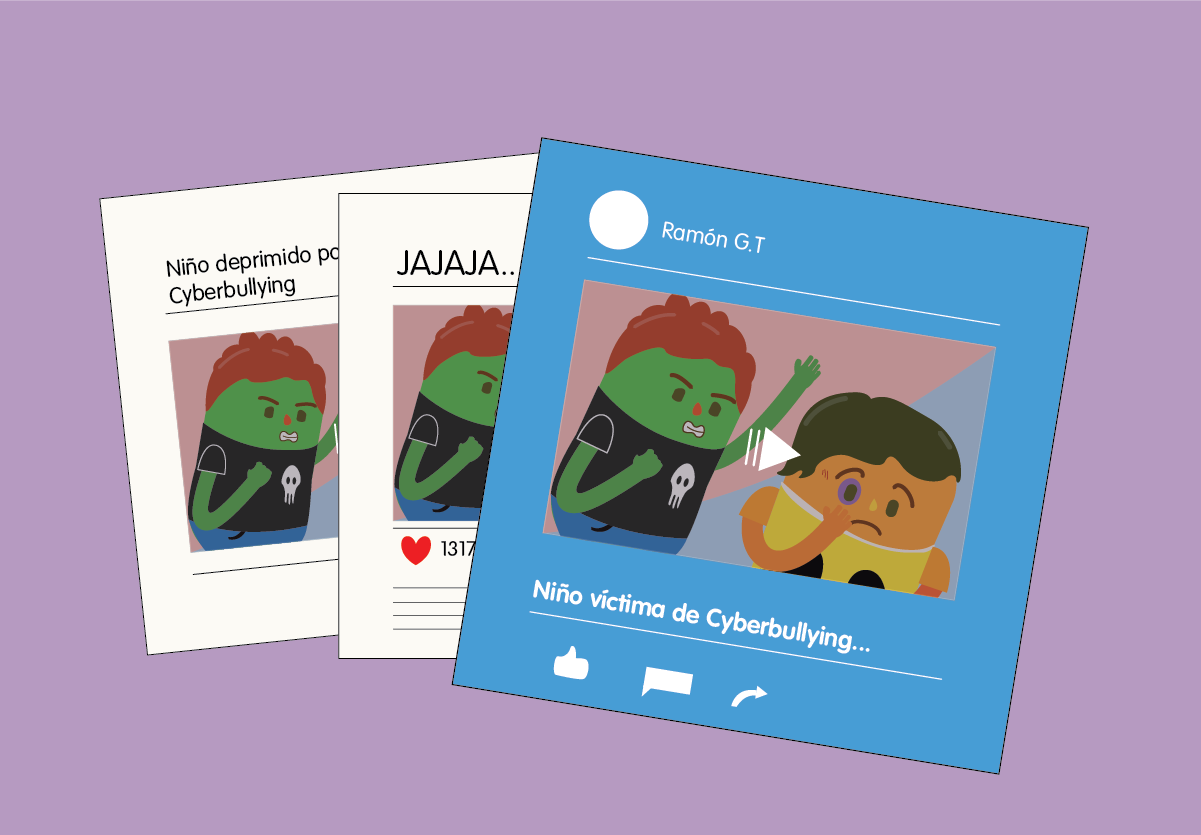 Niño deprimido po
Cyberbullying
JAJAJA..
1317
Ramón G.T
Niño víctima de Cyberbullying...